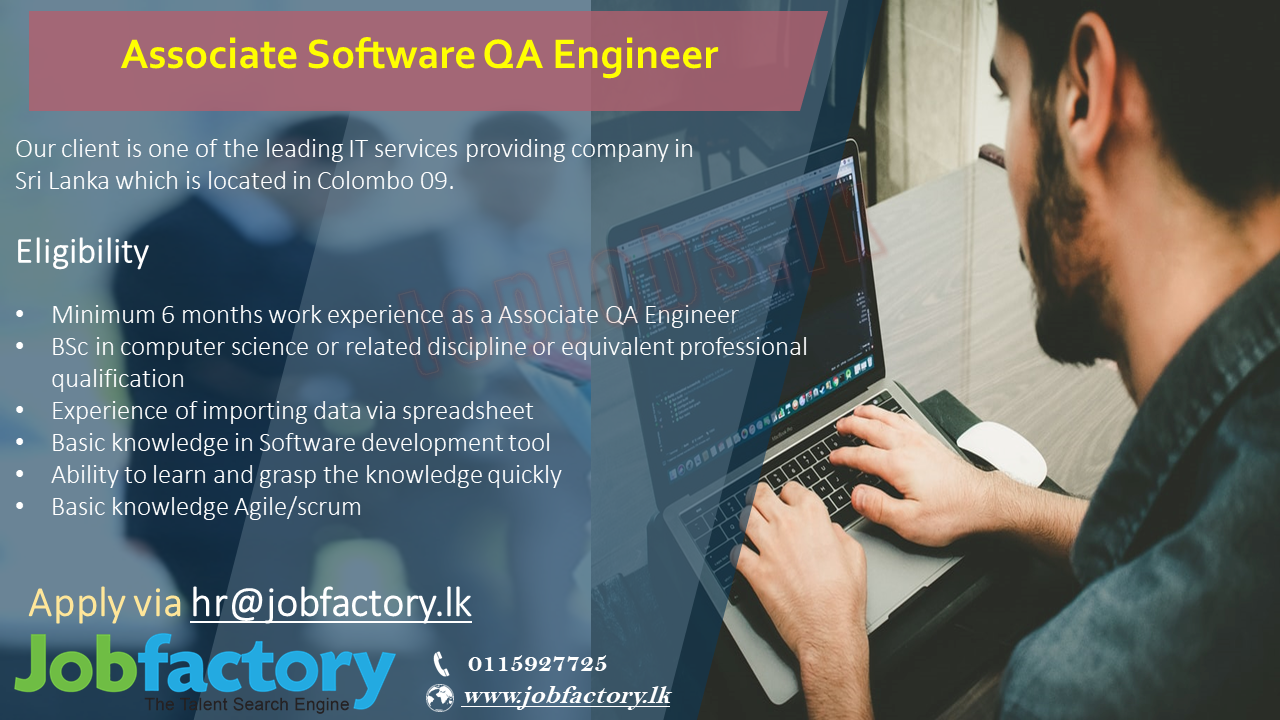 Associate Software QA Engineer
Our client is one of the leading IT services providing company in
Sri Lanka which is located in Colombo 09.
Eligibility
• Minimum 6 months work experience as a Associate QA Engineer
• BSc in computer science or related discipline or equivalent professional
qualification
• Experience of importing data via spreadsheet
• Basic knowledge in Software development tool
• Ability to learn and grasp the knowledge quickly
• Basic knowledge Agile/scrum
Apply via hr@jobfactory.lk
Jobfactory
The Talent Search Engine
0115927725
www.jobfactory.lk